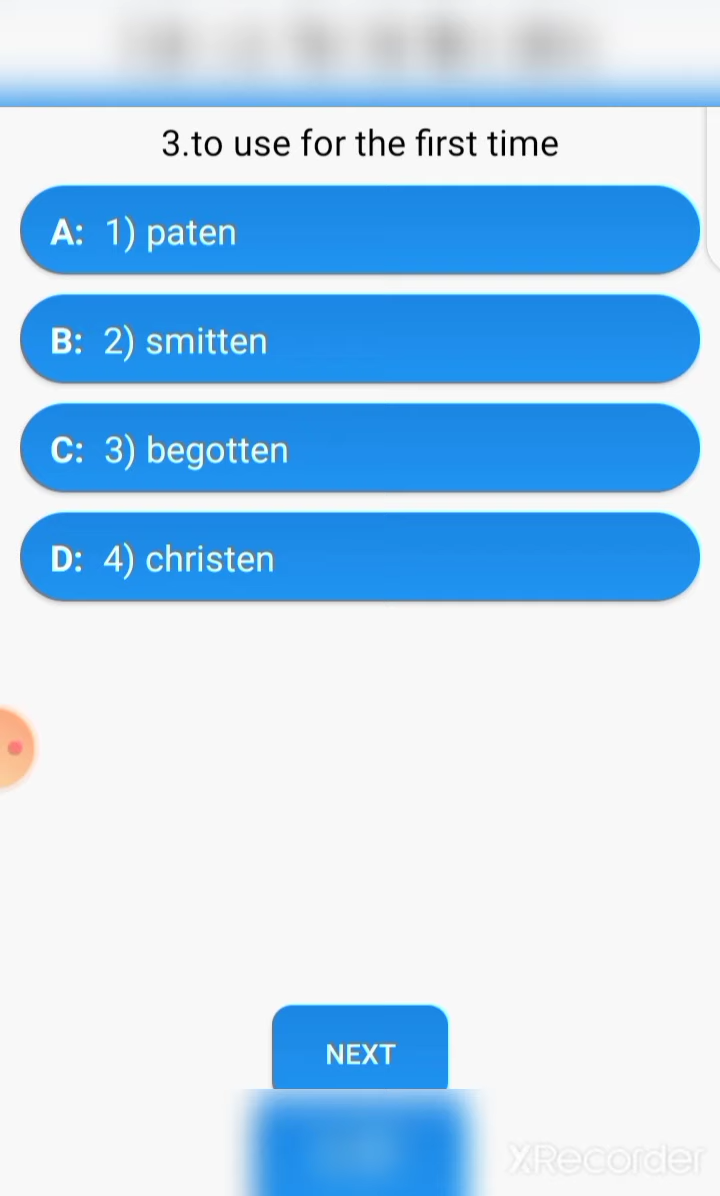 3.to use for the first time
A: 1) paten
B: 2) smitten
C: 3) begotten
D: 4) christen
NEXT
XRecorder